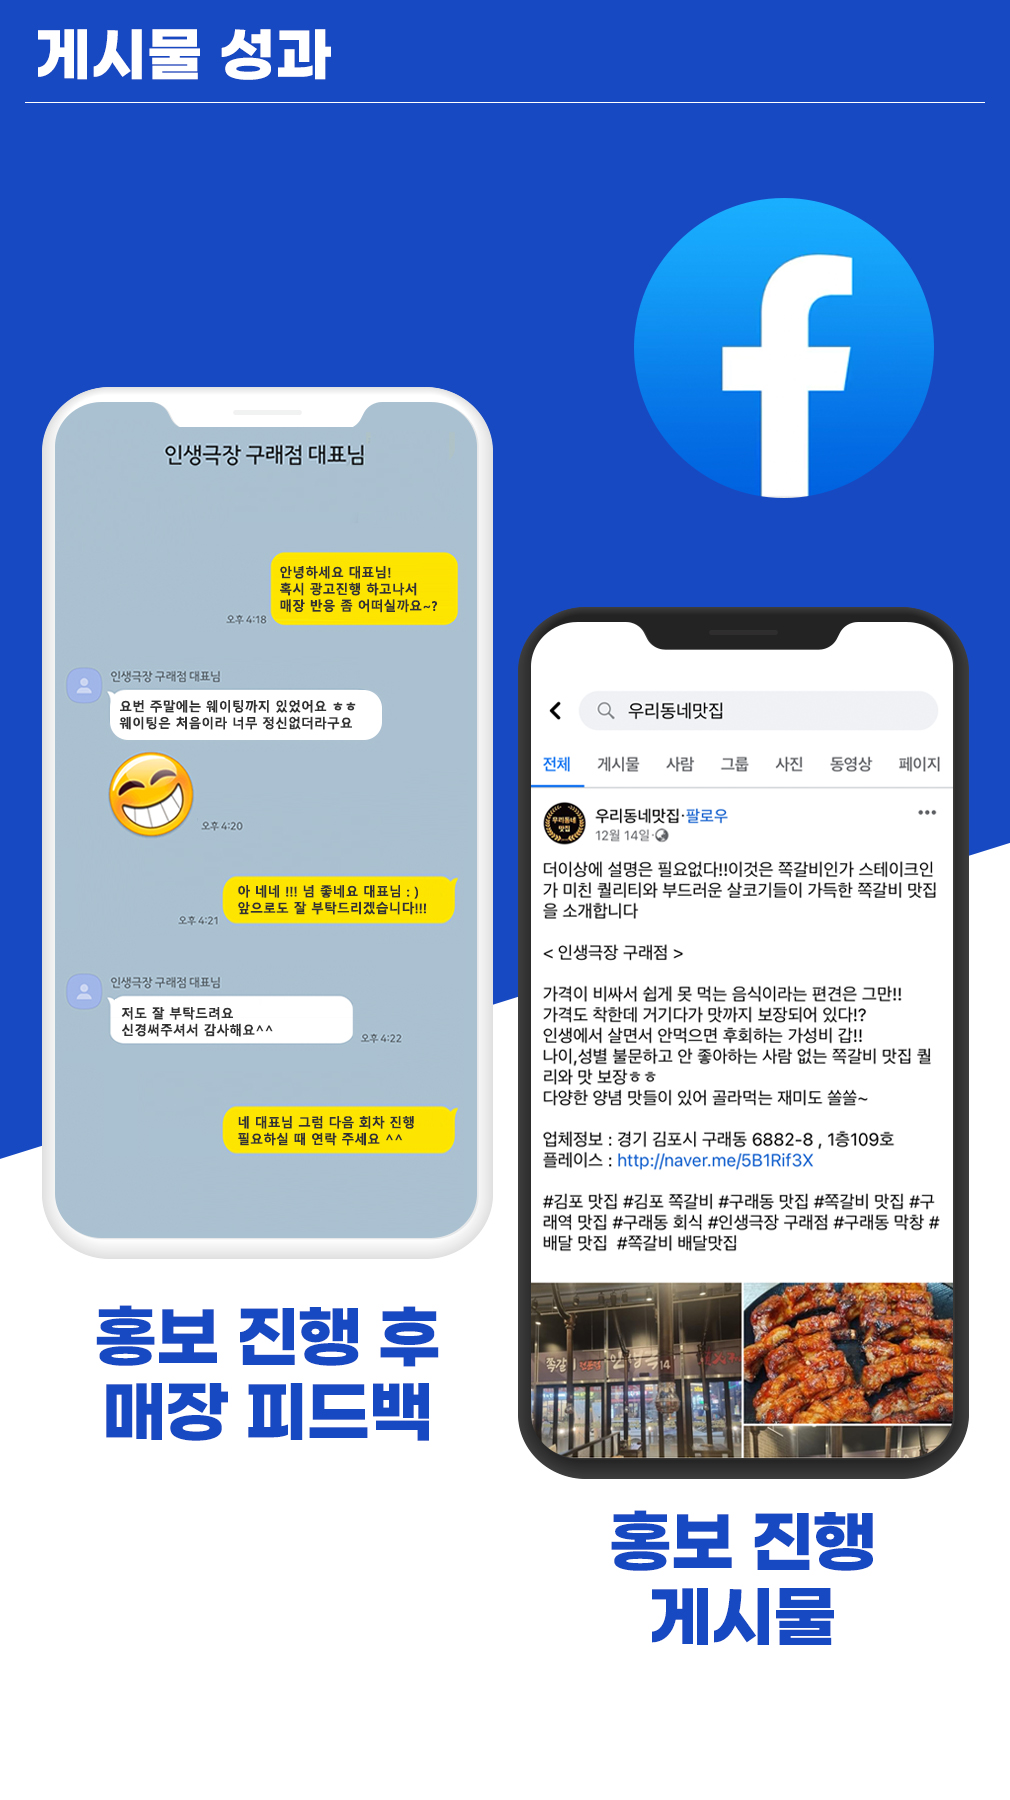 게시물 성과
인생극장 구래점 대표님
안녕하세요 대표님!
혹시 광고진행 하고나서
매장 반응 좀 어떠실까요~?
오후 4:18
인생극장 구래점 대표님
요번 주말에는 웨이팅까지 있었어요 ㅎㅎ
웨이팅은 처음이라 너무 정신없더라구요
오후 4:20
아 네네 !!! 넘 좋네요 대표님 : )
앞으로도 잘 부탁드리겠습니다!!!
오후 4:21
인생극장 구래점 대표님
저도 잘 부탁드려요
신경써주셔서 감사해요^^
오후 4:22
네 대표님 그럼 다음 회차 진행
필요하실 때 연락 주세요 ^^
홍보 진행 후
매장 피드백
우리동네맛집
전체 게시물 사람 그룹 사진 동영상 페이지
우리동네
맛집
우리동네맛집·팔로우
12월 14일·
더이상에 설명은 필요없다!!이것은 쪽갈비인가 스테이크인
가 미친 퀄리티와 부드러운 살코기들이 가득한 쪽갈비 맛집
을 소개합니다
< 인생극장 구래점 >
가격이 비싸서 쉽게 못 먹는 음식이라는 편견은 그만!!
가격도 착한데 거기다가 맛까지 보장되어 있다!?
인생에서 살면서 안먹으면 후회하는 가성비 갑!!
나이,성별 불문하고 안 좋아하는 사람 없는 쪽갈비 맛집 퀄
리와 맛 보장ㅎㅎ
다양한 양념 맛들이 있어 골라먹는 재미도 쏠쏠~
업체정보 : 경기 김포시 구래동 6882-8 , 1층109호
플레이스 : http://naver.me/5B1Rif3X
#김포 맛집 #김포 쪽갈비 #구래동 맛집 #쪽갈비 맛집 #구
래역 맛집 #구래동 회식 #인생극장 구래점 #구래동 막창 #
배달 맛집 #쪽갈비 배달맛집
쪽갈비
홍보 진행
게시물